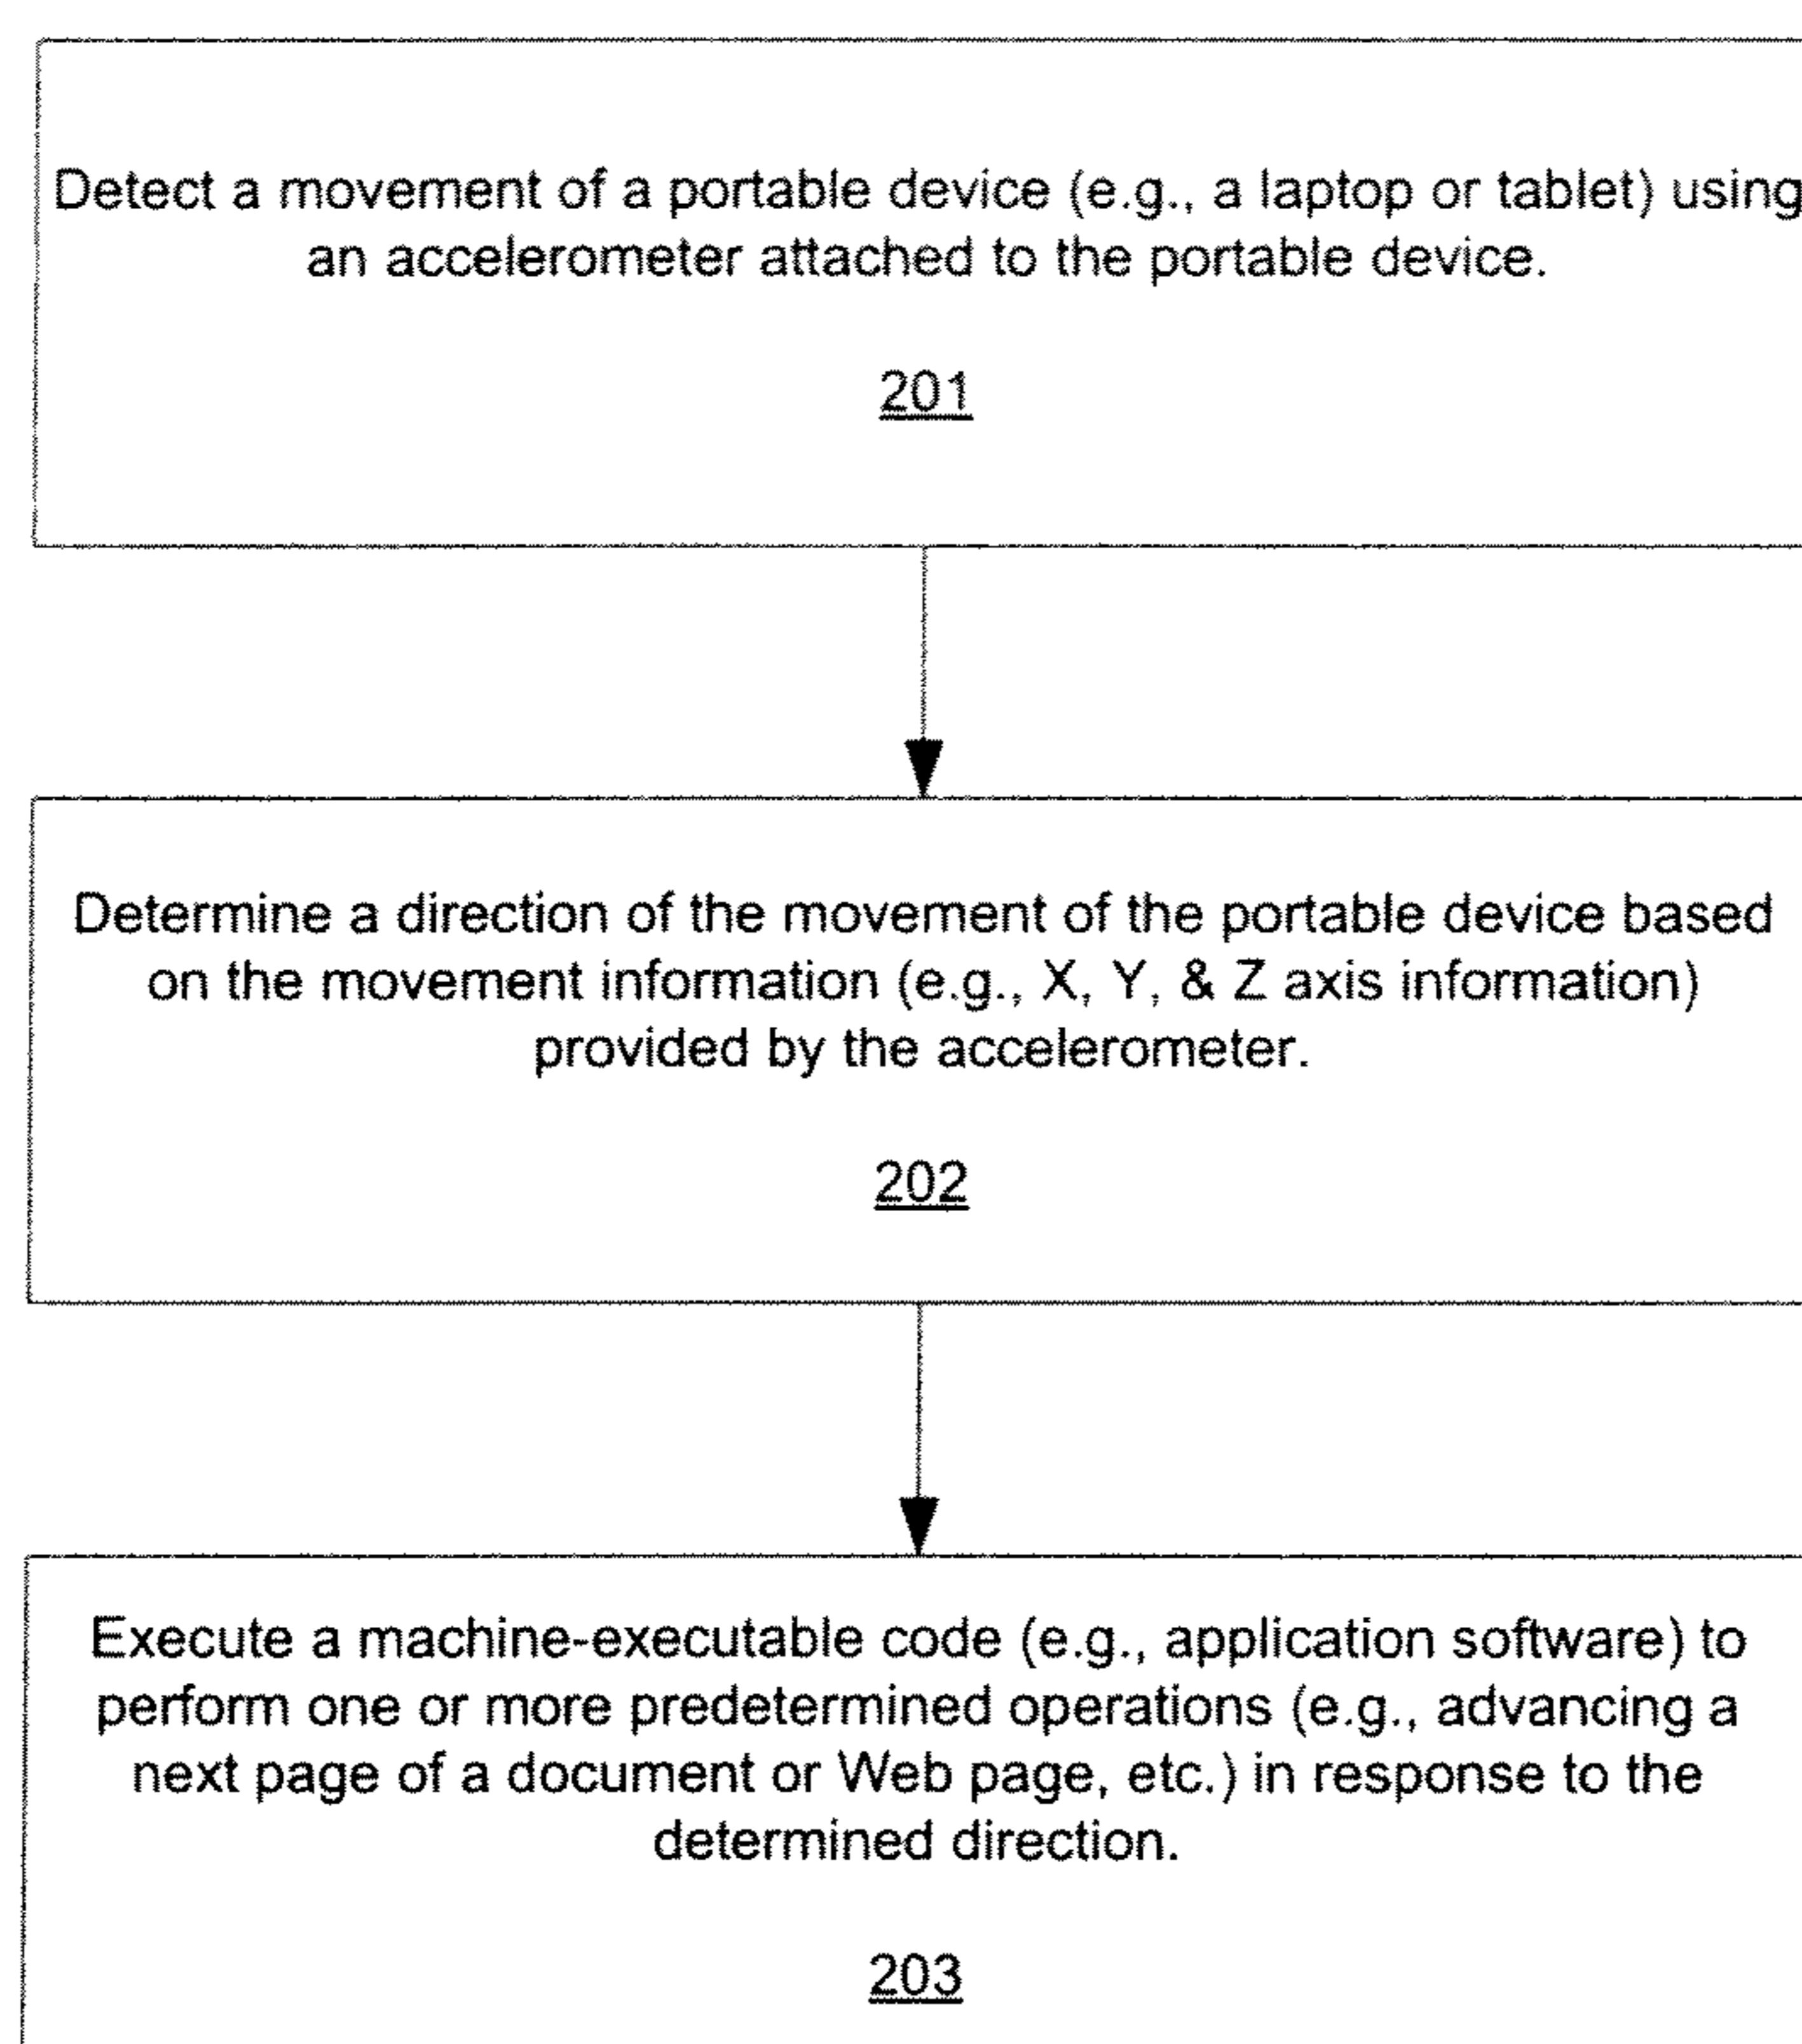 Detect a movement of a portable device (e.g., a laptop or tablet) using
an accelerometer attached to the portable device.
201
Determine a direction of the movement of the portable device based
on the movement information (e.g., X, Y, & Z axis information)
provided by the accelerometer.
202
Execute a machine-executable code (e.g., application software) to
perform one or more predetermined operations (e.g., advancing a
next page of a document or Web page, etc.) in response to the
determined direction.
203